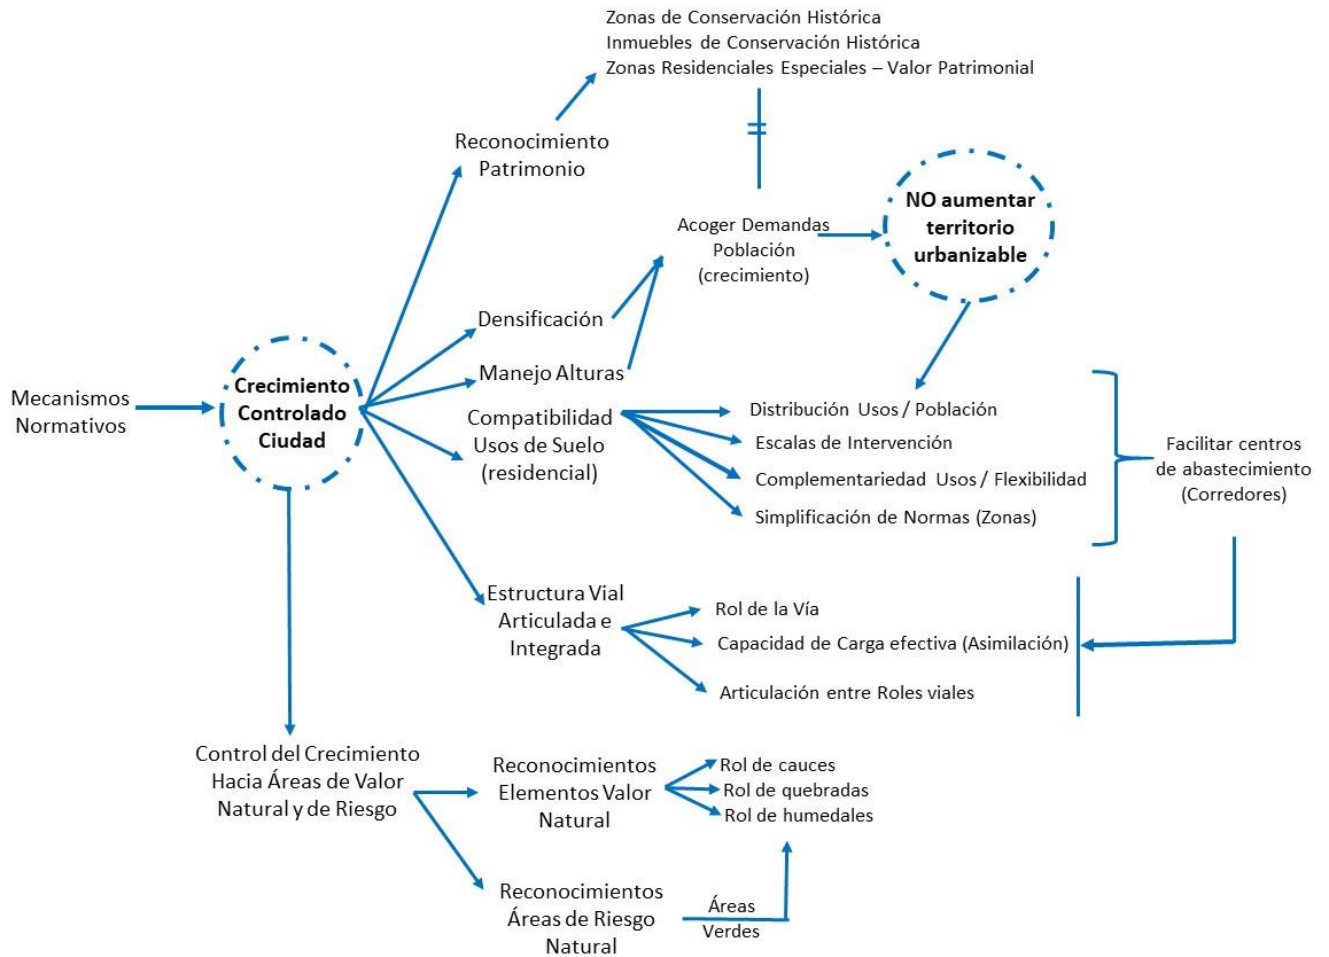 Zonas de Conservación Histórica
Inmuebles de Conservación Histórica
Zonas Residenciales Especiales – Valor Patrimonial
Reconocimiento
Patrimonio
NO aumentar
territorio
urbanizable
Acoger Demandas
Población
(crecimiento)
Densificación
Manejo Alturas
Compatibilidad
Usos de Suelo
(residencial)
Mecanismos
Normativos
Crecimiento
Controlado
Ciudad
Distribución Usos / Población
Escalas de Intervención
Complementariedad Usos / Flexibilidad
Simplificación de Normas (Zonas)
Facilitar centros
de abastecimiento
(Corredores)
Estructura Vial
Articulada e
Integrada
Rol de la Vía
Capacidad de Carga efectiva (Asimilación)
Articulación entre Roles viales
Control del Crecimiento
Hacia Áreas de Valor
Natural y de Riesgo
Reconocimientos
Elementos Valor
Natural
Rol de cauces
Rol de quebradas
Rol de humedales
Reconocimientos
Áreas de Riesgo
Natural
Áreas
Verdes